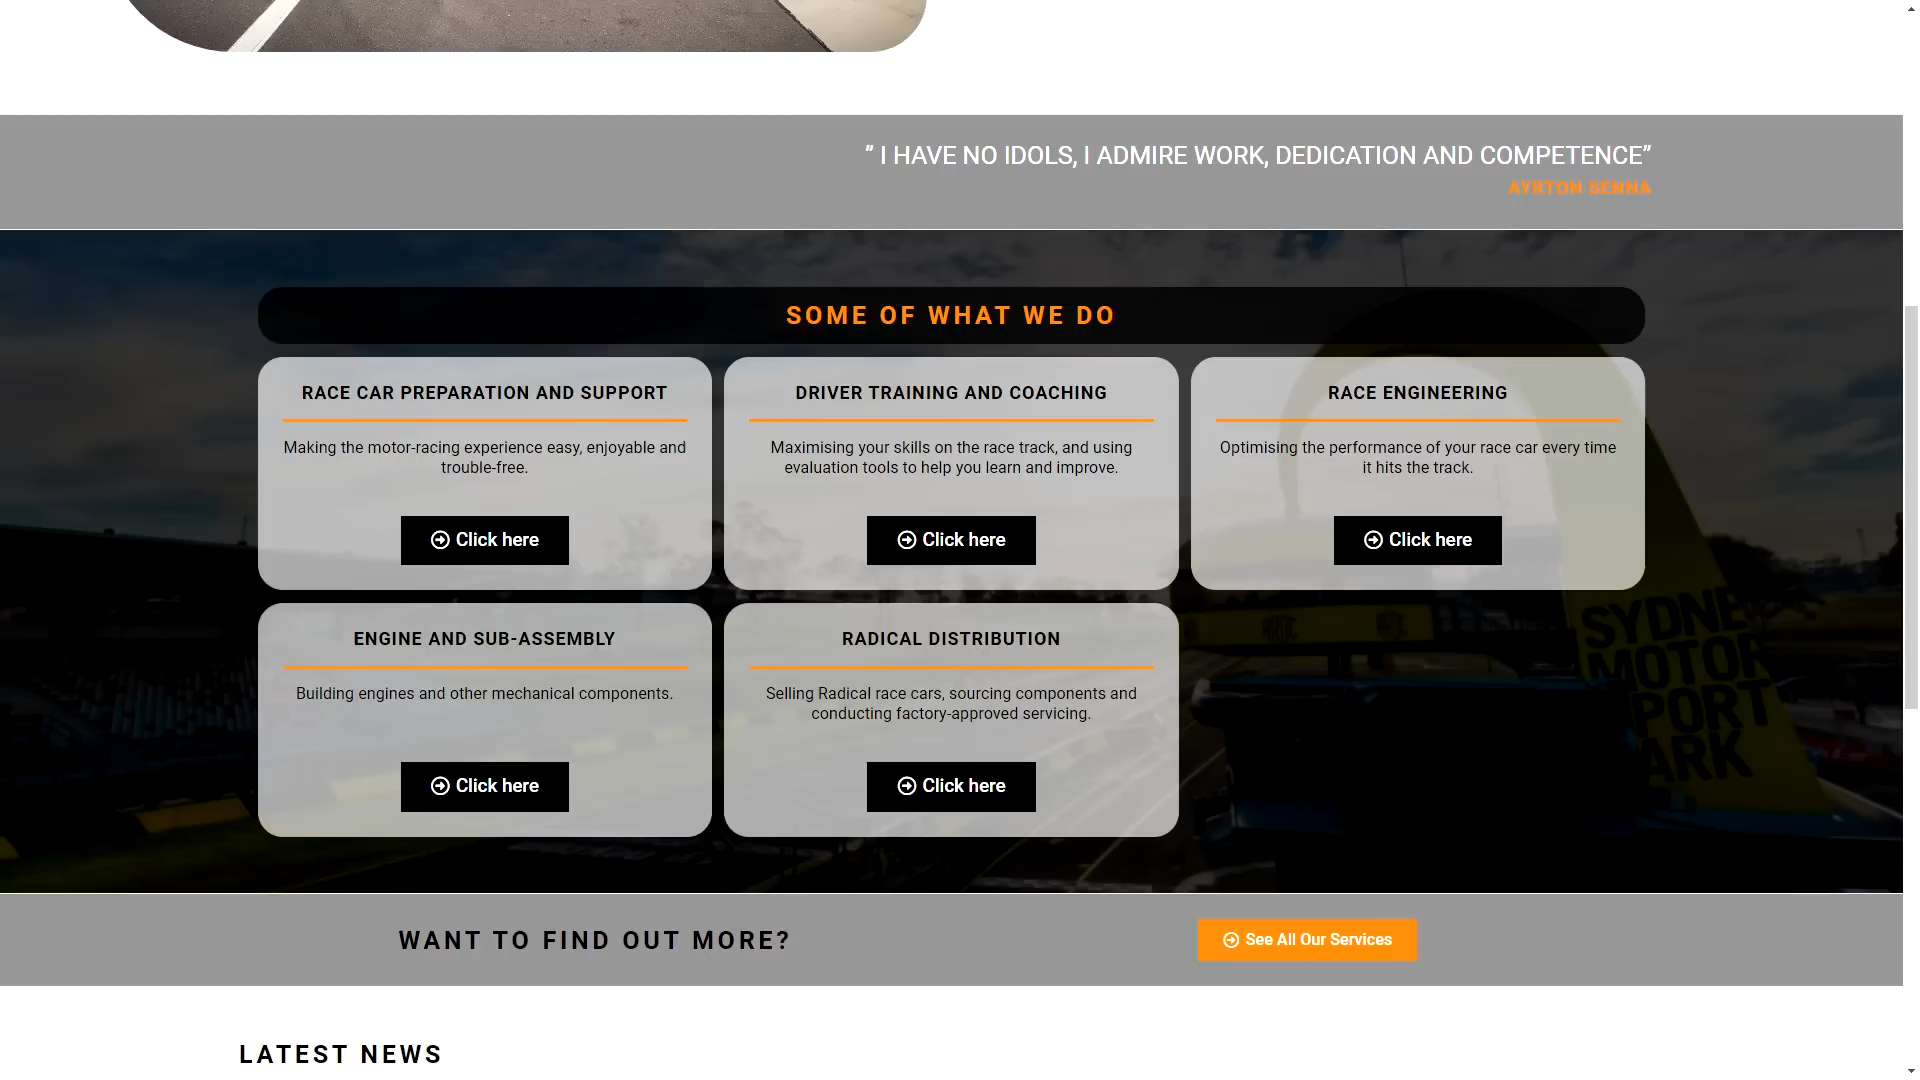 ” I HAVE NO IDOLS, I ADMIRE WORK, DEDICATION AND COMPETENCE”
AYRTON SENNA
SOME OF WHAT WE DO
RACE CAR PREPARATION AND SUPPORT
Making the motor-racing experience easy, enjoyable and
trouble-free.
Click here
DRIVER TRAINING AND COACHING
Maximising your skills on the race track, and using
evaluation tools to help you learn and improve.
Click here
RACE ENGINEERING
Optimising the performance of your race car every time
it hits the track.
Click here
ENGINE AND SUB-ASSEMBLY
Building engines and other mechanical components.
Click here
RADICAL DISTRIBUTION
Selling Radical race cars, sourcing components and
conducting factory-approved servicing.
Click here
SYDNE
MOTOR
PORT
ARK
WANT TO FIND OUT MORE?
See All Our Services
LATEST NEWS